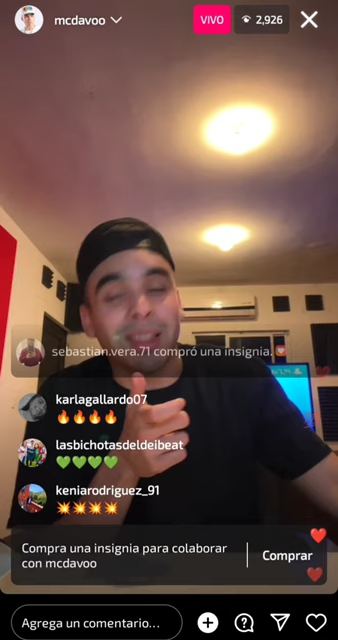 mcdavoo
VIVO
2,926
sebastian.vera.71 compró una insignia.
karlagallardo07
🔥🔥🔥🔥
lasbichotasdeldeibeat
💚💚💚💚
keniarodriguez_91
💥💥💥💥
Compra una insignia para colaborar
con mcdavoo
Comprar
Agrega un comentario...